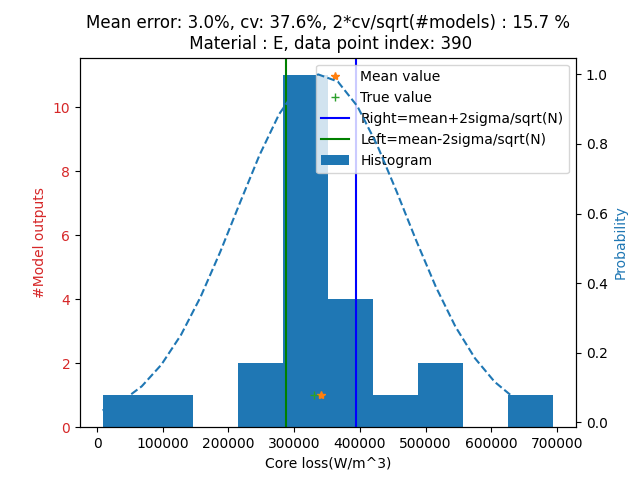 Mean error: 3.0%, cv: 37.6%, 2*cv/sqrt(#models) : 15.7 %
Material : E, data point index: 390
Mean value
True value
Right=mean+2sigma/sqrt(N)
Left=mean-2sigma/sqrt(N)
Histogram
#Model outputs
10
8
6
4
2
0
1.0
0.8
0.6
0.4
0.2
0.0
Probability
0 100000 200000 300000 400000 500000 600000 700000
Core loss(W/m^3)